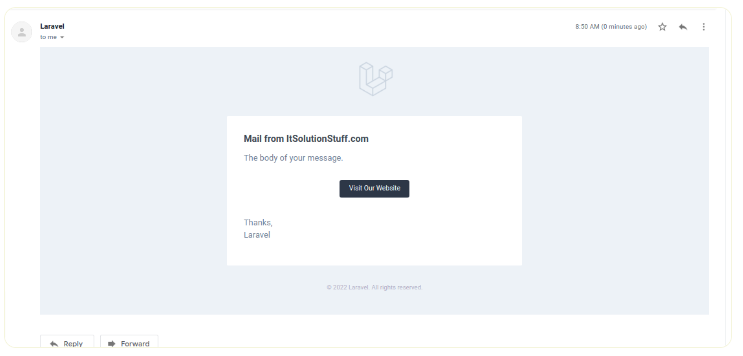 Laravel
8:50 AM (0 minutes ago)
to me
Mail from ItSolutionStuff.com
The body of your message.
Visit Our Website
Thanks,
Laravel
© 2022 Laravel. All rights reserved.
Reply
Forward